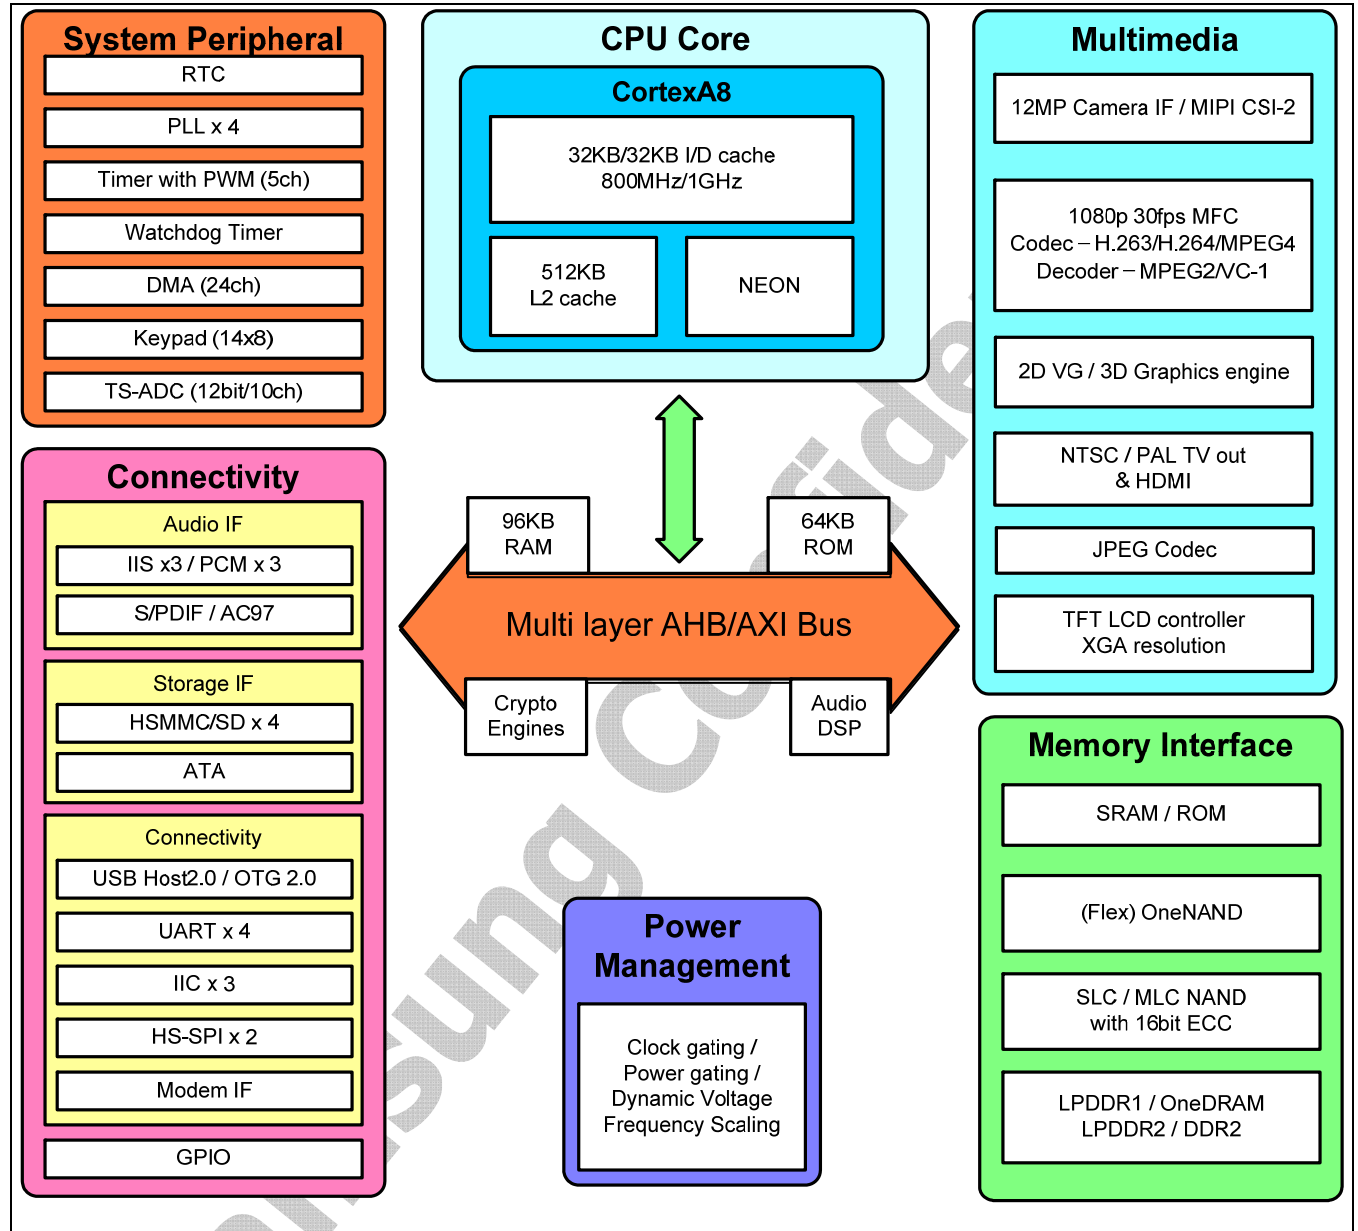 System Peripheral
RTC
PLL x 4
Timer with PWM (5ch)
Watchdog Timer
DMA (24ch)
Keypad (14x8)
TS-ADC (12bit/10ch)
Connectivity
Audio IF
IIS x3 / PCM x 3
S/PDIF / AC97
Storage IF
HSMMC/SD x 4
ATA
Connectivity
USB Host2.0 / OTG 2.0
UART x 4
IIC x 3
HS-SPI x 2
Modem IF
GPIO
CPU Core
CortexA8
32KB/32KB I/D cache
800MHz/1GHz
512KB
L2 cache
NEON
96KB
RAM
64KB
ROM
Multi layer AHB/AXI Bus
Crypto
Engines
Audio
DSP
Power
Management
Clock gating /
Power gating /
Dynamic Voltage
Frequency Scaling
Multimedia
12MP Camera IF / MIPI CSI-2
1080p 30fps MFC
Codec – H.263/H.264/MPEG4
Decoder – MPEG2/VC-1
2D VG / 3D Graphics engine
NTSC / PAL TV out
& HDMI
JPEG Codec
TFT LCD controller
XGA resolution
Memory Interface
SRAM / ROM
(Flex) OneNAND
SLC / MLC NAND
with 16bit ECC
LPDDR1 / OneDRAM
LPDDR2 / DDR2